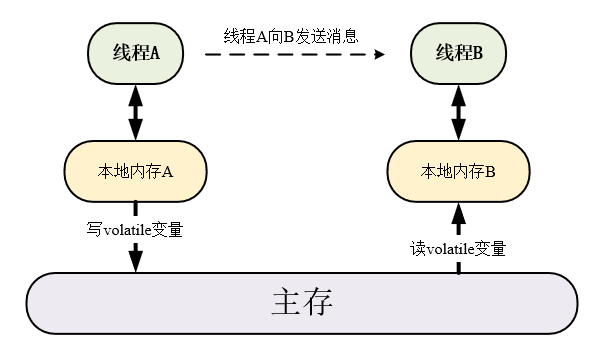 线程A
线程A向B发送消息
线程B
本地内存A
本地内存B
写volatile变量
读volatile变量
主存